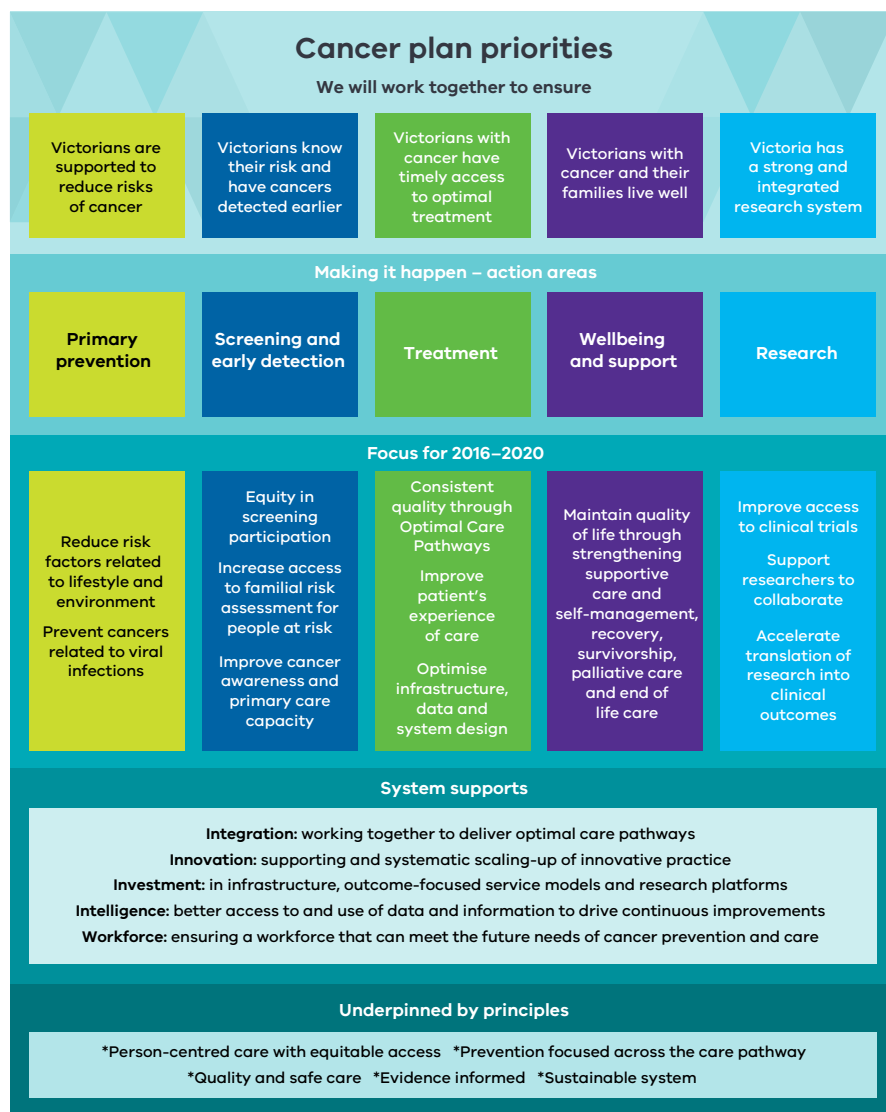 Cancer plan priorities
We will work together to ensure
Victorians are
supported to
reduce risks
of cancer
Victorians know
their risk and
have cancers
detected earlier
Victorians with
cancer have
timely access
to optimal
treatment
Victorians with
cancer and their
families live well
Victoria has
a strong and
integrated
research system
Making it happen – action areas
Primary
prevention
Screening and
early detection
Treatment
Wellbeing
and support
Research
Focus for 2016–2020
Reduce risk
factors related
to lifestyle and
environment
Prevent cancers
related to viral
infections
Equity in
screening
participation
Increase access
to familial risk
assessment for
people at risk
Improve cancer
awareness and
primary care
capacity
Consistent
quality through
Optimal Care
Pathways
Improve
patient's
experience
of care
Optimise
infrastructure,
data and
system design
Maintain quality
of life through
strengthening
supportive
care and
self-management,
recovery,
survivorship,
palliative care
and end of
life care
Improve access
to clinical trials
Support
researchers to
collaborate
Accelerate
translation of
research into
clinical
outcomes
System supports
Integration: working together to deliver optimal care pathways
Innovation: supporting and systematic scaling-up of innovative practice
Investment: in infrastructure, outcome-focused service models and research platforms
Intelligence: better access to and use of data and information to drive continuous improvements
Workforce: ensuring a workforce that can meet the future needs of cancer prevention and care
Underpinned by principles
*Person-centred care with equitable access *Prevention focused across the care pathway
*Quality and safe care *Evidence informed *Sustainable system